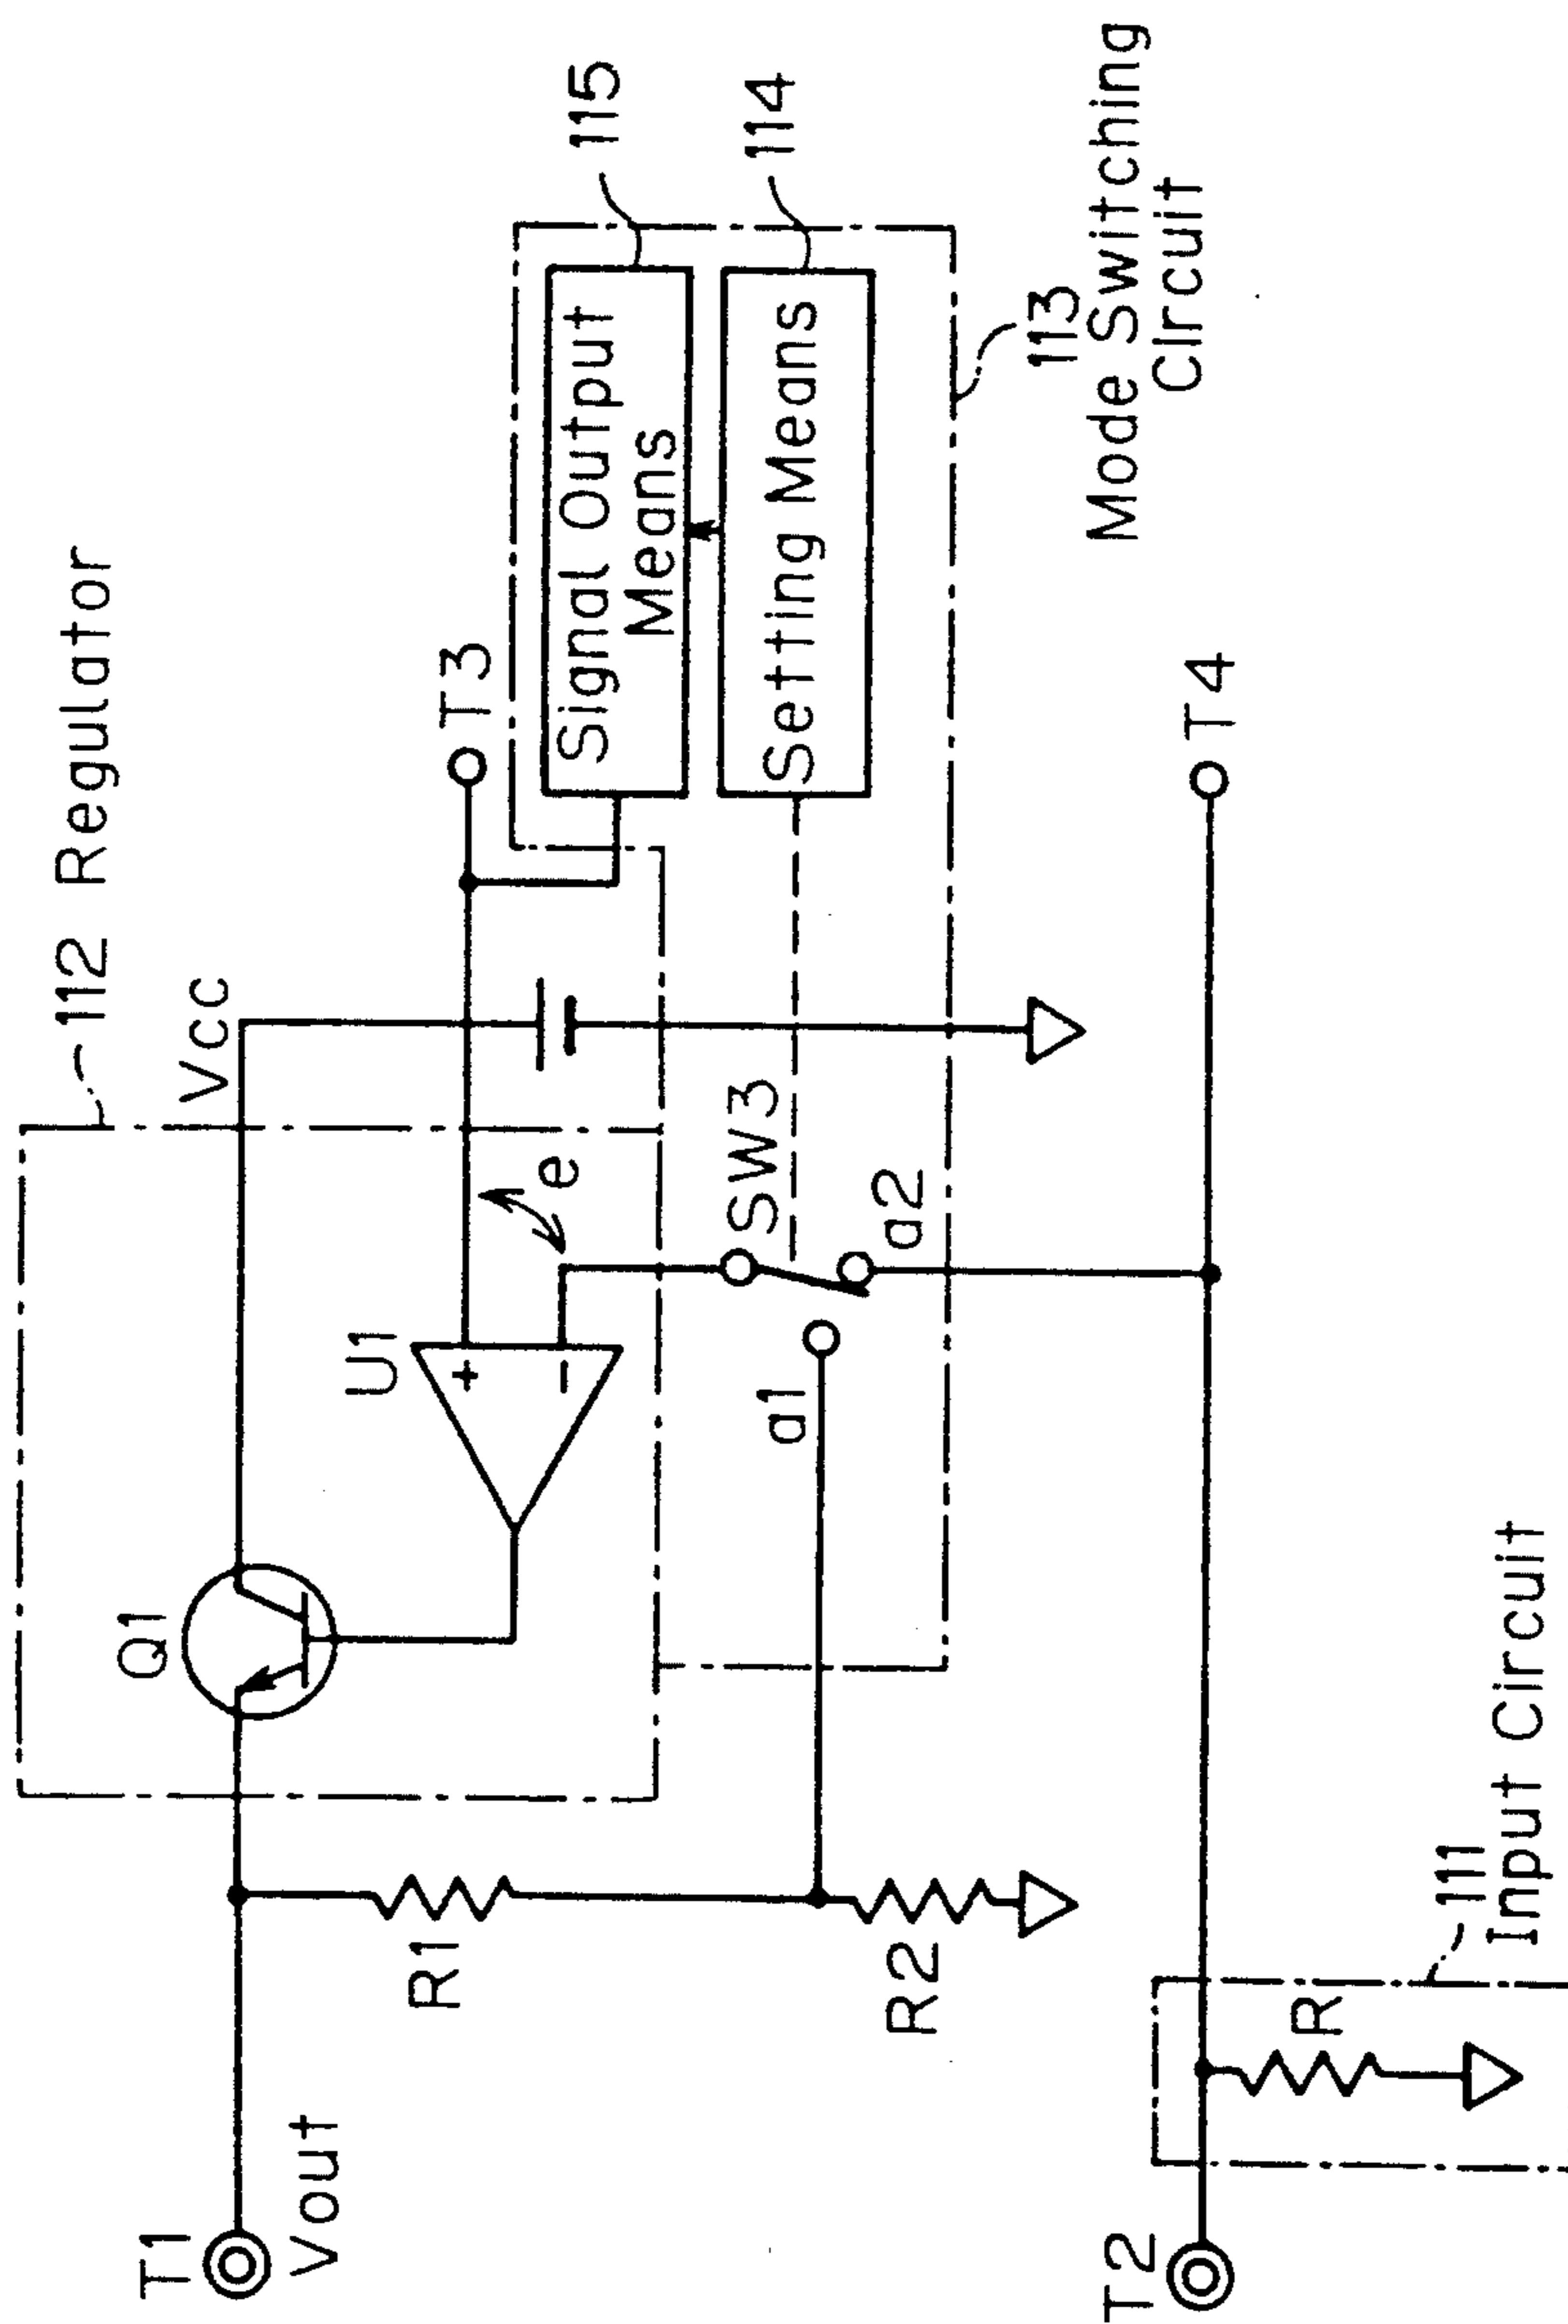 112 Regulator
Vcc
Q1
U1
+
-
e
T3
115
Signal Output
Means
114
Setting Means
SW3
a1
a2
113
Mode Switching
CIrcuit
T1
Vout
R1
R2
T2
R
111
Input Circuit
T4